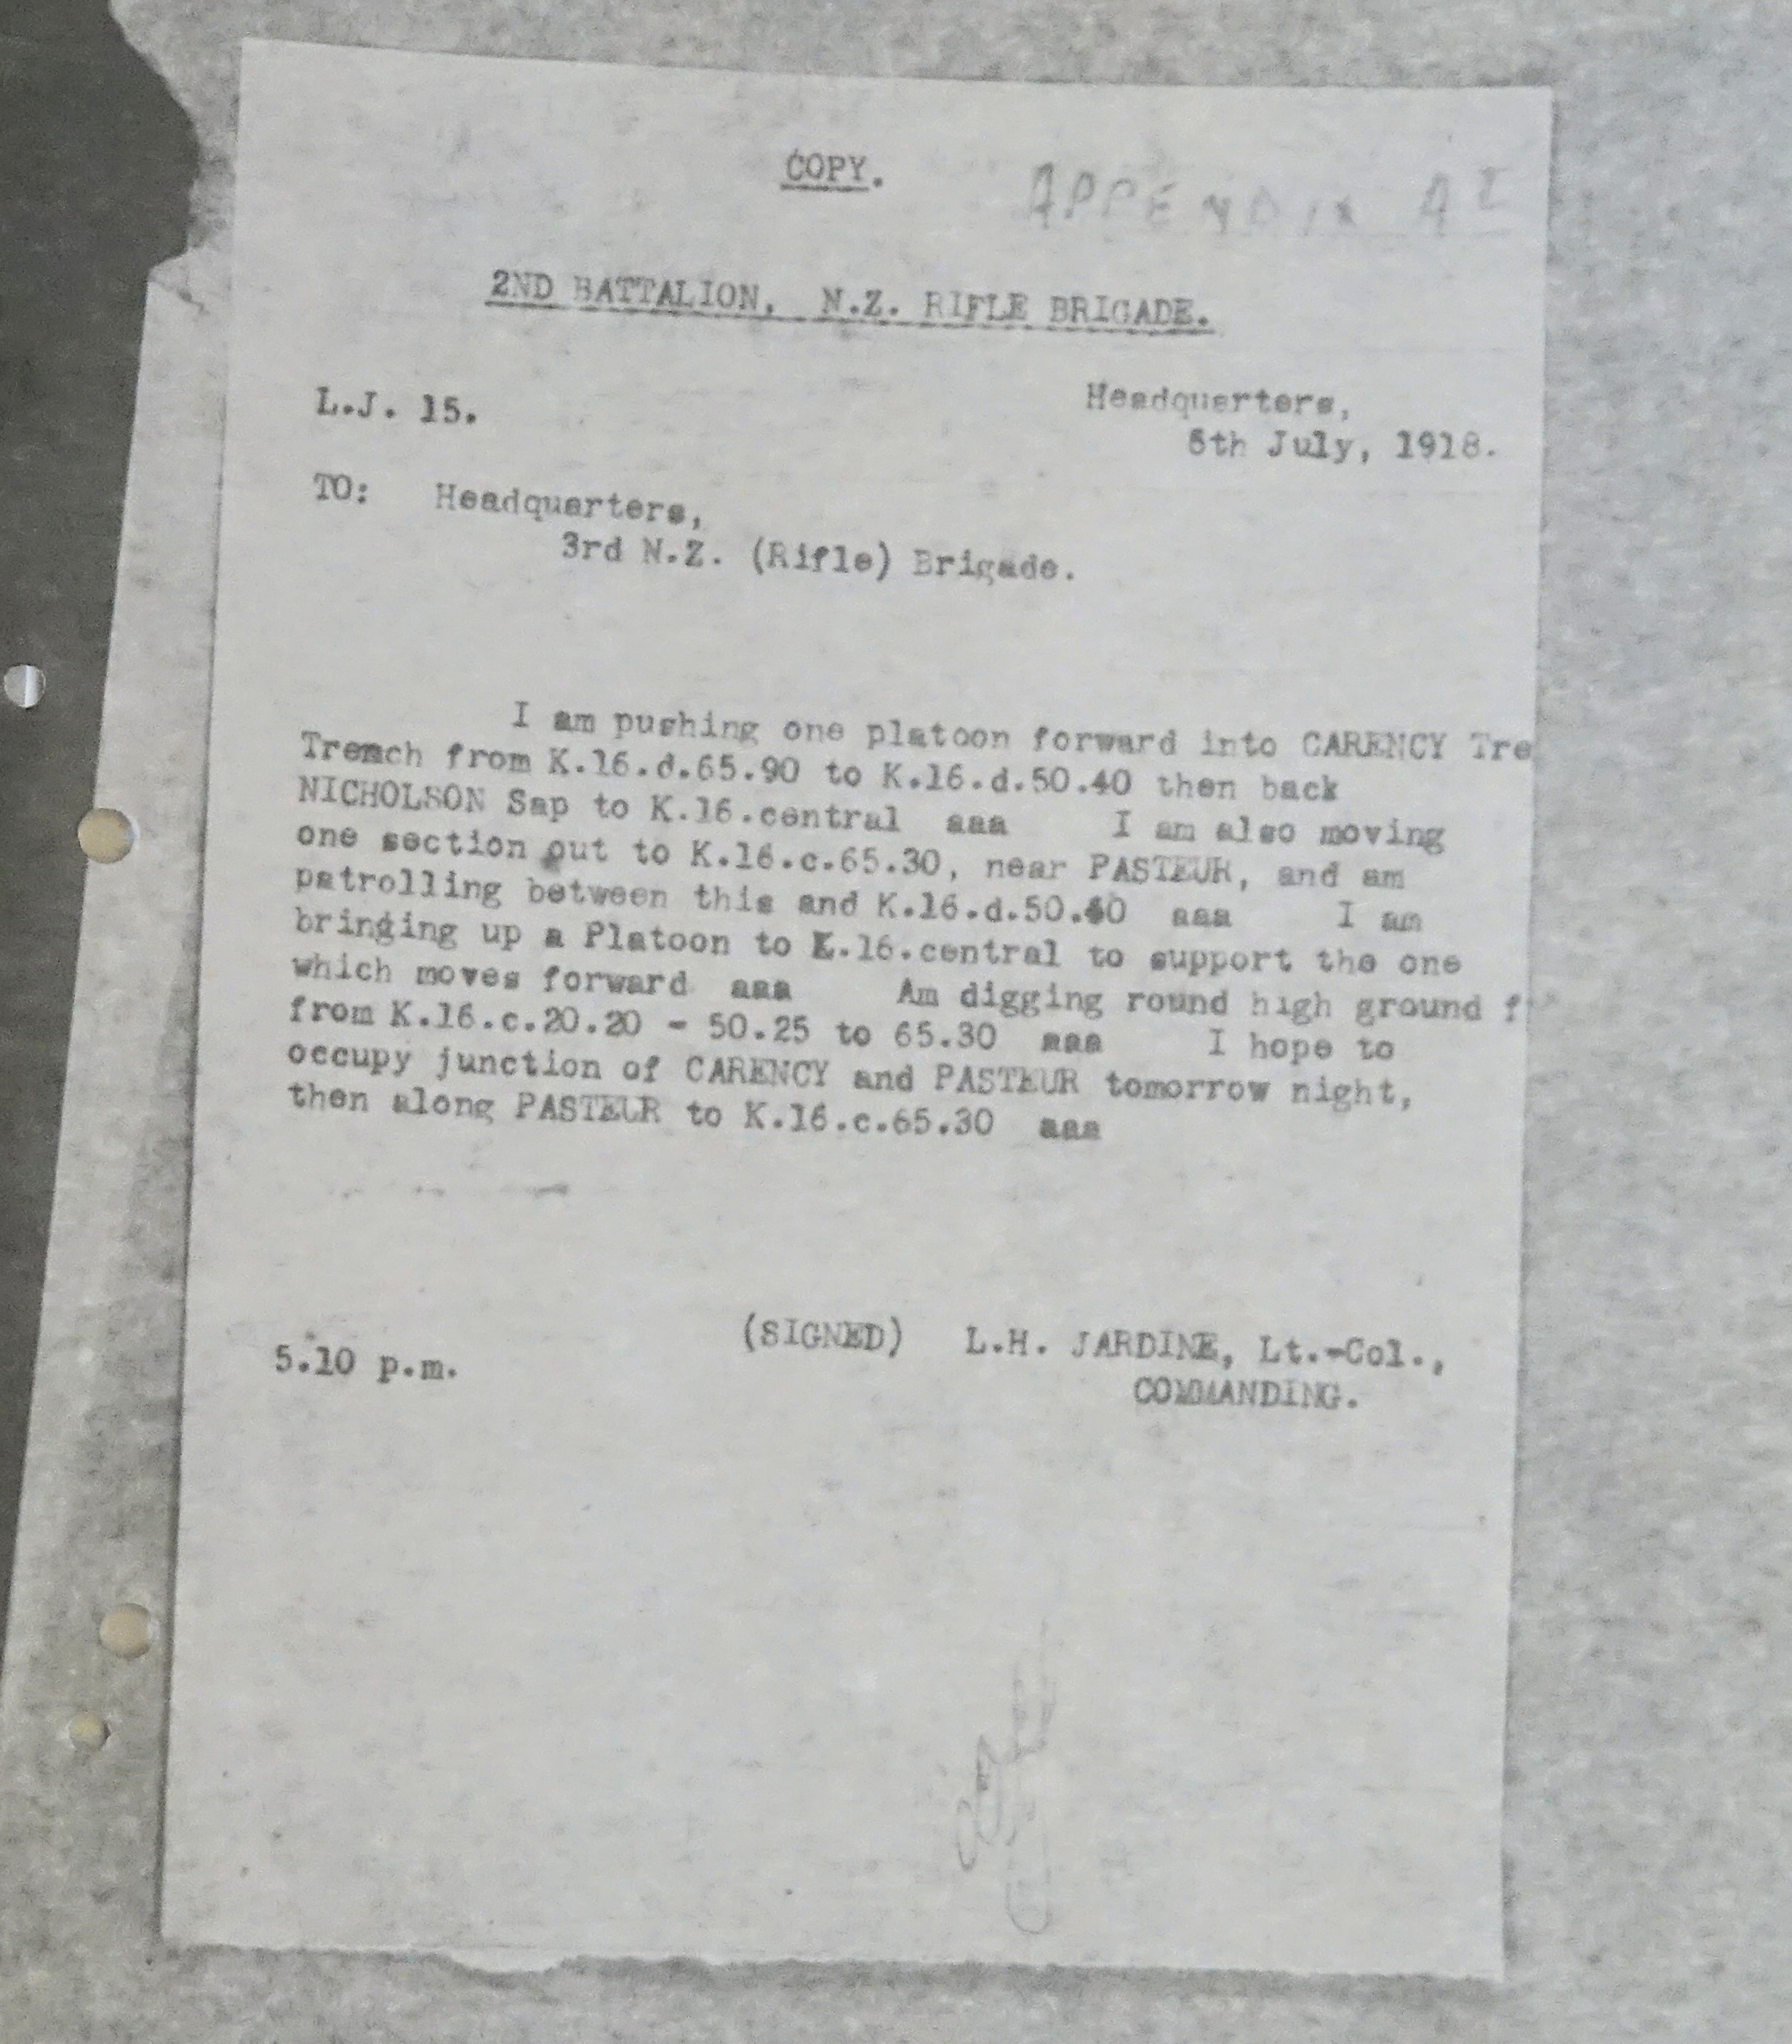 COPY.
APPENDIX A
2ND BATTALION, N.Z. RIFLE BRIGADE.
L.J. 15.
Headquarters,
July, 1918.
TO: Headquarters,
3rd N.Z. (Rifle) Brigade.
I am pushing one platoon forward into CARENCY Tre
Trench from K.16.d.65.90 to K.16.d.50.40 then back
NICHOLSON Sap to K.16.central aaa I am also moving
one section out to K.16.c.65.30, near PASTEUR, and am
patrolling between this and K.16.d.50.40 aaa I am
bringing up a Platoon to K.16.central to support the one
which moves forward aaa Am digging round high ground f
from K.16.c.20.20 - 50.25 to 65.30 aaa I hope to
occupy junction of CARENCY and PASTEUR tomorrow night,
then along PASTEUR to K.16.c.65.30 aaa
5.10 p.m.
(SIGNED) L.H. JARDINE, Lt.-Col.,
COMMANDING.